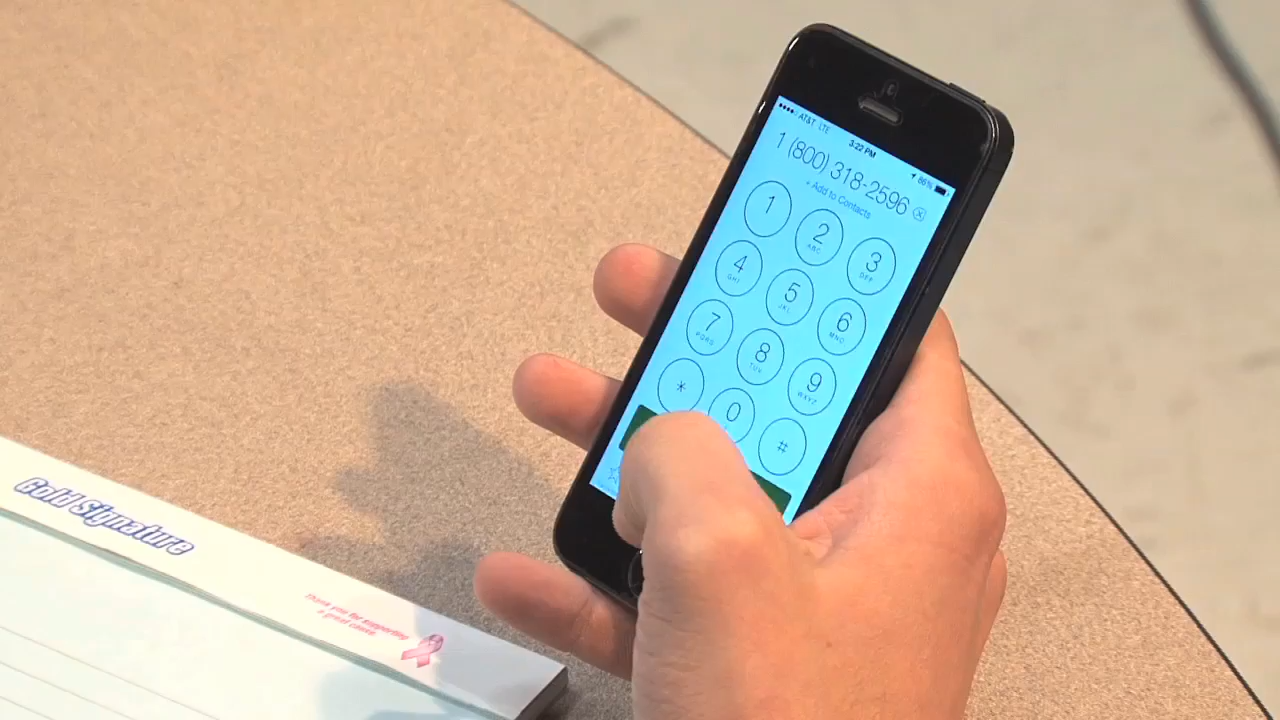 AT&T LTE 3:22 PM 86%
1 (800) 318-2596
+ Add to Contacts
1
2 ABC
3 DEF
4 GHI
5 JKL
6 MNO
7 PQRS
8 TUV
9 WXYZ
*
0
#
Gold Signature
Thank you for supporting
a great cause